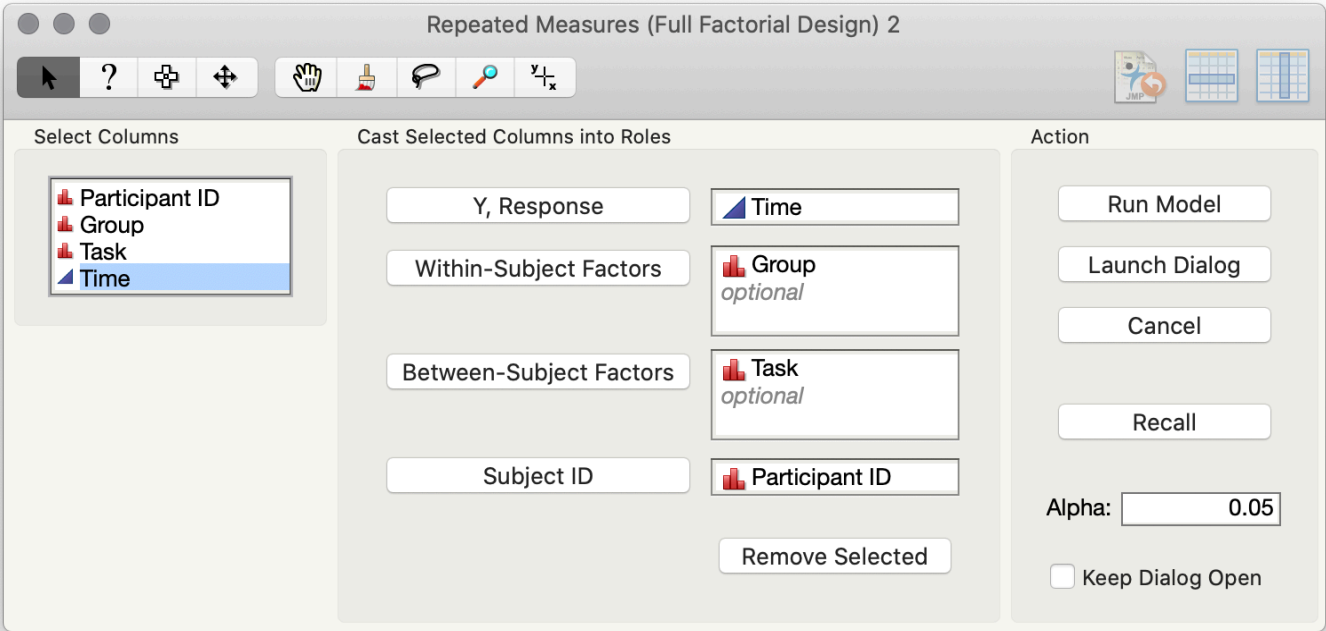 Repeated Measures (Full Factorial Design) 2
?
y
x
JMP
Select Columns
Participant ID
Group
Task
Time
Cast Selected Columns into Roles
Y, Response
Time
Within-Subject Factors
Group
optional
Between-Subject Factors
Task
optional
Subject ID
Participant ID
Remove Selected
Action
Run Model
Launch Dialog
Cancel
Recall
Alpha: 0.05
Keep Dialog Open